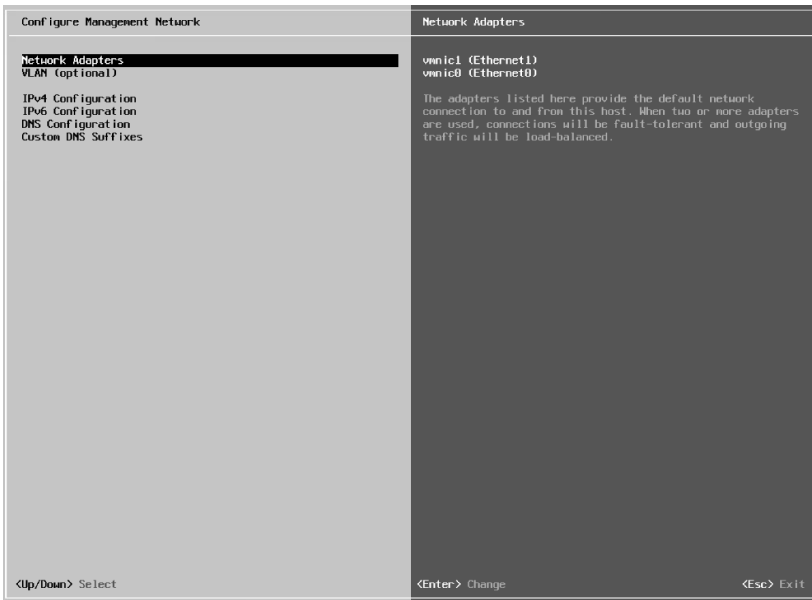 Configure Management Network
Network Adapters
VLAN (optional)
IPv4 Configuration
IPv6 Configuration
DNS Configuration
Custom DNS Suffixes
<Up/Down> Select
Network Adapters
vmnic1 (Ethernet1)
vmnic0 (Ethernet0)
The adapters listed here provide the default network
connection to and from this host. When two or more adapters
are used, connections will be fault-tolerant and outgoing
traffic will be load-balanced.
<Enter> Change
<Esc> Exit